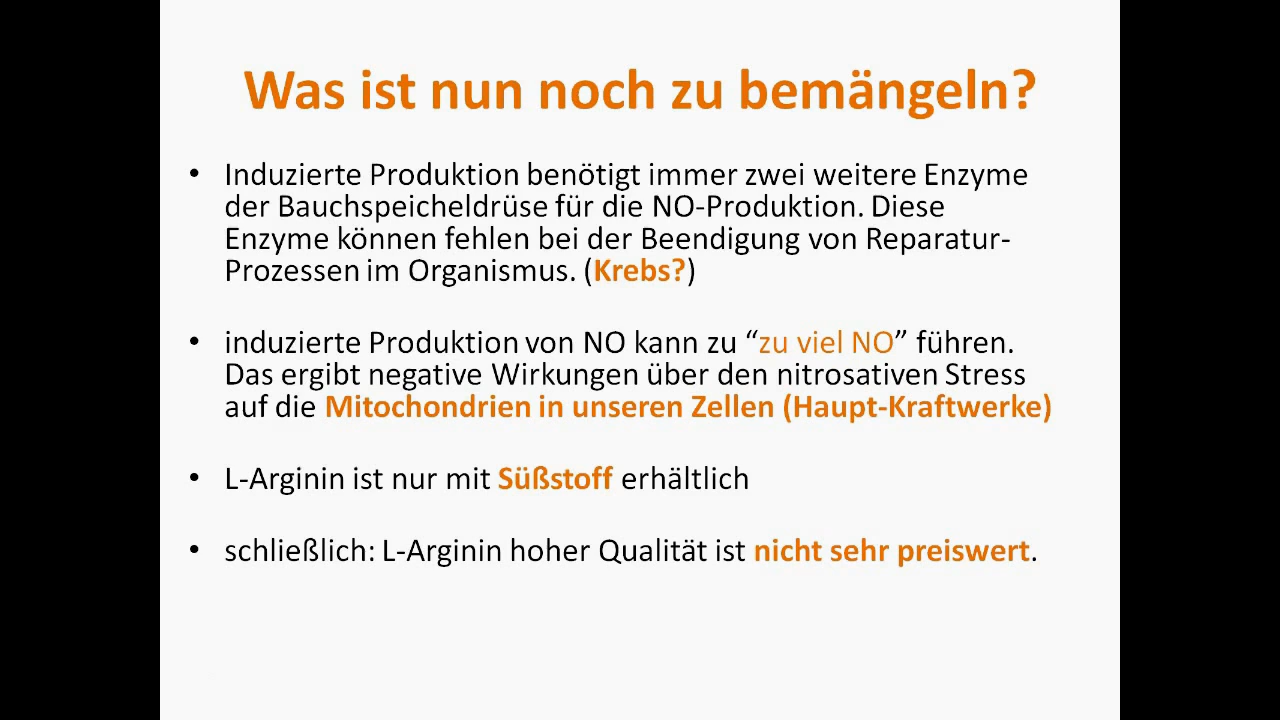 Was ist nun noch zu bemängeln?
• Induzierte Produktion benötigt immer zwei weitere Enzyme
der Bauchspeicheldrüse für die NO-Produktion. Diese
Enzyme können fehlen bei der Beendigung von Reparatur-
Prozessen im Organismus. (Krebs?)
• induzierte Produktion von NO kann zu “zu viel NO” führen.
Das ergibt negative Wirkungen über den nitrosativen Stress
auf die Mitochondrien in unseren Zellen (Haupt-Kraftwerke)
• L-Arginin ist nur mit Süßstoff erhältlich
• schließlich: L-Arginin hoher Qualität ist nicht sehr preiswert.